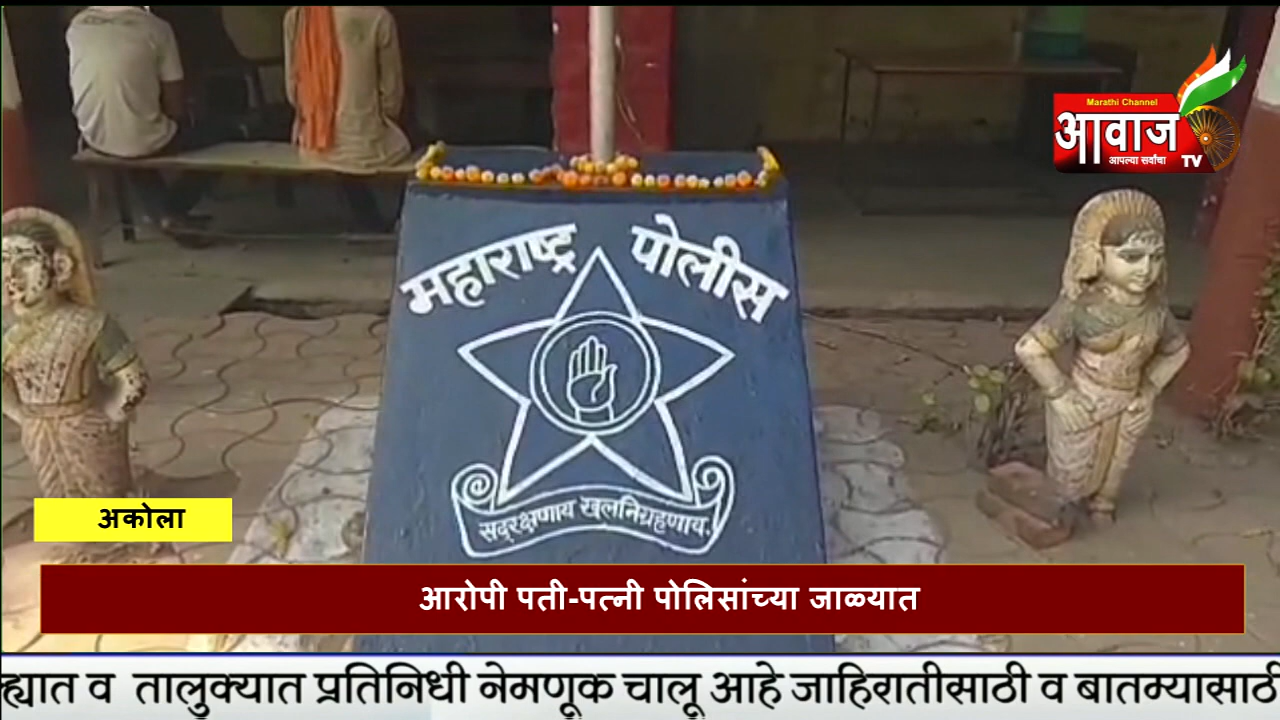 Marathi Channel
आवाज
आपल्या सर्वांचा
TV
महाराष्ट्र पोलीस
सद्रक्षणाय खलनिग्रहणाय.
अकोला
आरोपी पती-पत्नी पोलिसांच्या जाळ्यात
ह्यात व तालुक्यात प्रतिनिधी नेमणूक चालू आहे जाहिरातीसाठी व बातम्यासाठी